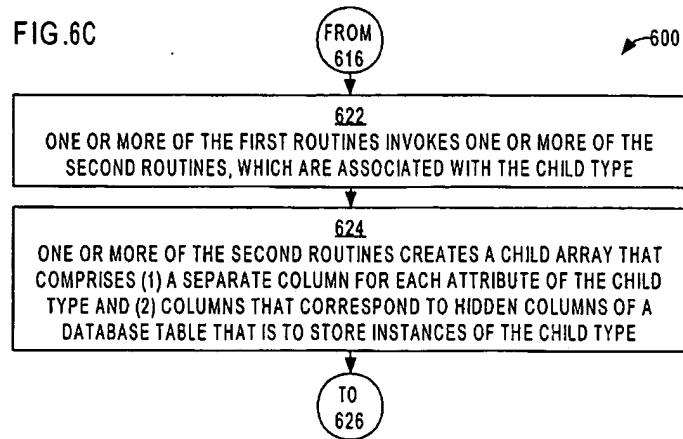 FIG.6C
FROM
616
600
622
ONE OR MORE OF THE FIRST ROUTINES INVOKES ONE OR MORE OF THE
SECOND ROUTINES, WHICH ARE ASSOCIATED WITH THE CHILD TYPE
624
ONE OR MORE OF THE SECOND ROUTINES CREATES A CHILD ARRAY THAT
COMPRISES (1) A SEPARATE COLUMN FOR EACH ATTRIBUTE OF THE CHILD
TYPE AND (2) COLUMNS THAT CORRESPOND TO HIDDEN COLUMNS OF A
DATABASE TABLE THAT IS TO STORE INSTANCES OF THE CHILD TYPE
TO
626